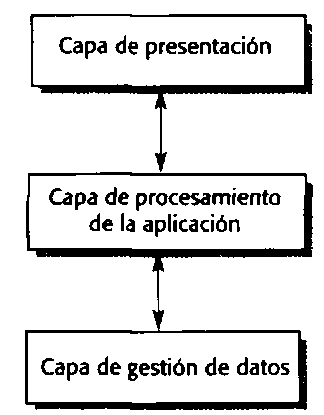 Capa de presentación
Capa de procesamiento
de la aplicación
Capa de gestión de datos